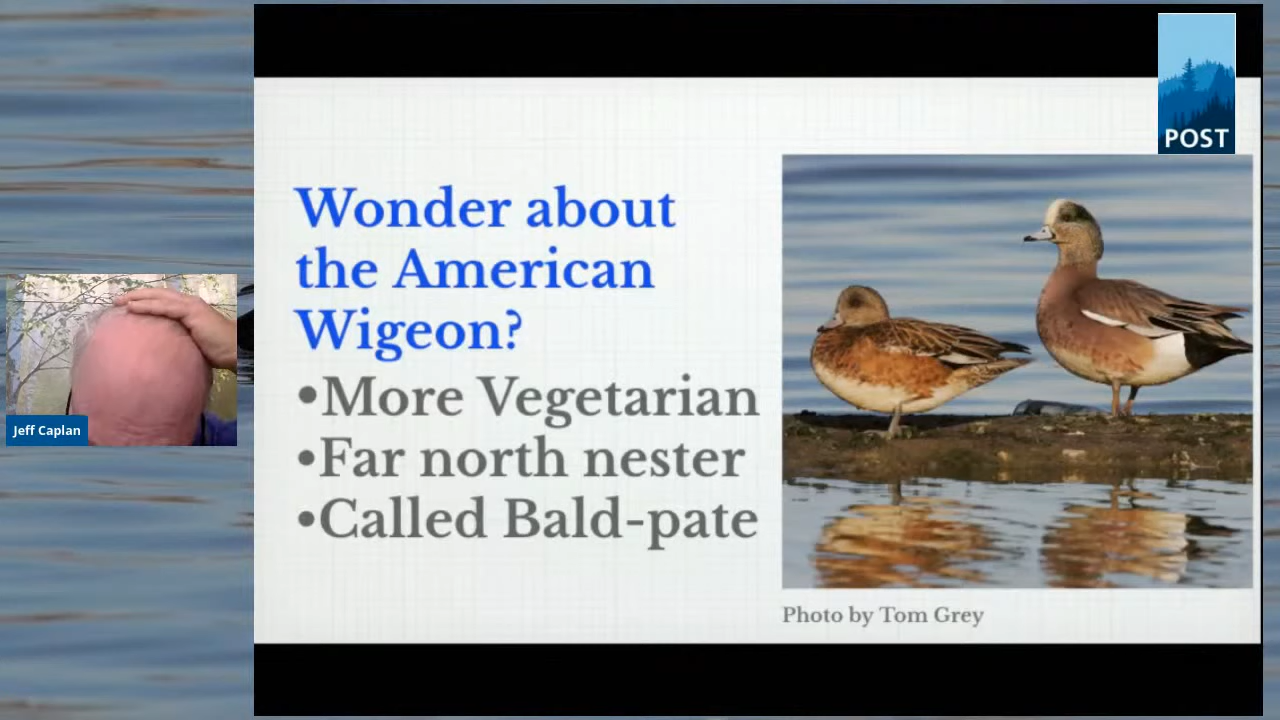 POST
Wonder about
the American
Wigeon?
•More Vegetarian
•Far north nester
•Called Bald-pate
Jeff Caplan
Photo by Tom Grey